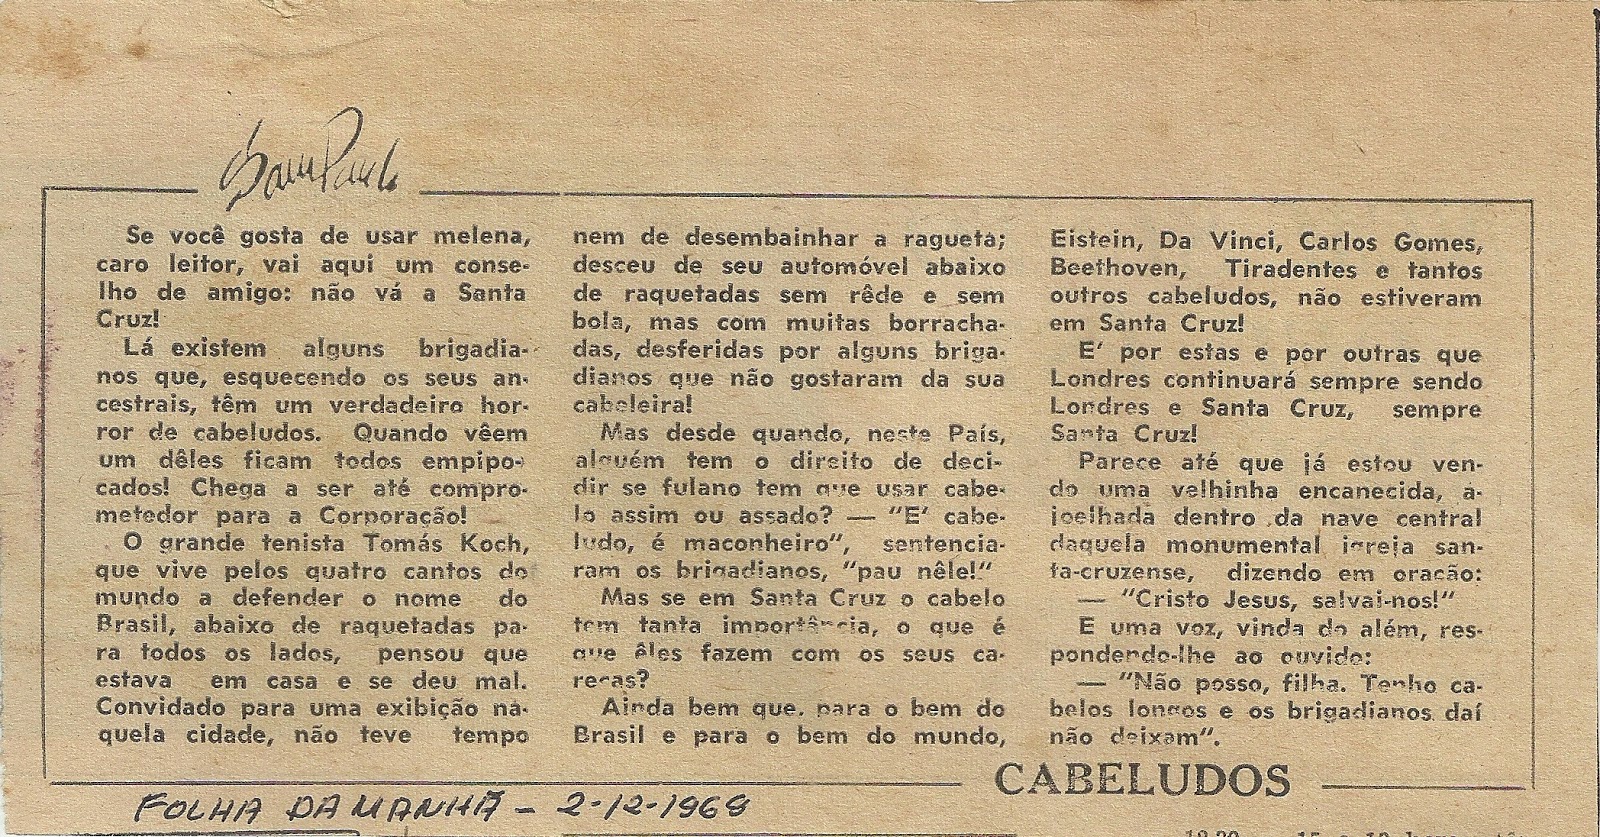 SamPaulo
Se você gosta de usar melena,
caro leitor, vai aqui um conse-
lho de amigo: não vá a Santa
Cruz!
Lá existem alguns brigadia-
nos que, esquecendo os seus an-
cestrais, têm um verdadeiro hor-
ror de cabeludos. Quando vêem
um dêles ficam todos empipo-
cados! Chega a ser até compro-
metedor para a Corporação!
O grande tenista Tomás Koch,
que vive pelos quatro cantos do
mundo a defender o nome do
Brasil, abaixo de raquetadas pa-
ra todos os lados, pensou que
estava em casa e se deu mal.
Convidado para uma exibição na-
quela cidade, não teve tempo
nem de desembainhar a ragueta;
desceu de seu automóvel abaixo
de raquetadas sem rêde e sem
bola, mas com muitas borracha-
das, desferidas por alguns briga-
dianos que não gostaram da sua
cabeleira!
Mas desde quando, neste País,
alguém tem o direito de deci-
dir se fulano tem que usar cabe-
lo assim ou assado? — "E' cabe-
ludo, é maconheiro", sentencia-
ram os brigadianos, "pau nêle!"
Mas se em Santa Cruz o cabelo
tem tanta importância, o que é
que êles fazem com os seus ca-
recas?
Ainda bem que, para o bem do
Brasil e para o bem do mundo,
Eistein, Da Vinci, Carlos Gomes,
Beethoven, Tiradentes e tantos
outros cabeludos, não estiveram
em Santa Cruz!
E' por estas e por outras que
Londres continuará sempre sendo
Londres e Santa Cruz, sempre
Santa Cruz!
Parece até que já estou ven-
do uma velhinha encanecida, a-
joelhada dentro da nave central
daquela monumental igreja san-
ta-cruzense, dizendo em oração:
— "Cristo Jesus, salvai-nos!"
E uma voz, vinda do além, res-
pondendo-lhe ao ouvido:
— "Não posso, filha. Tenho ca-
belos longos e os brigadianos daí
não deixam".
CABELUDOS
FOLHA DA MANHÃ - 2-12-1969